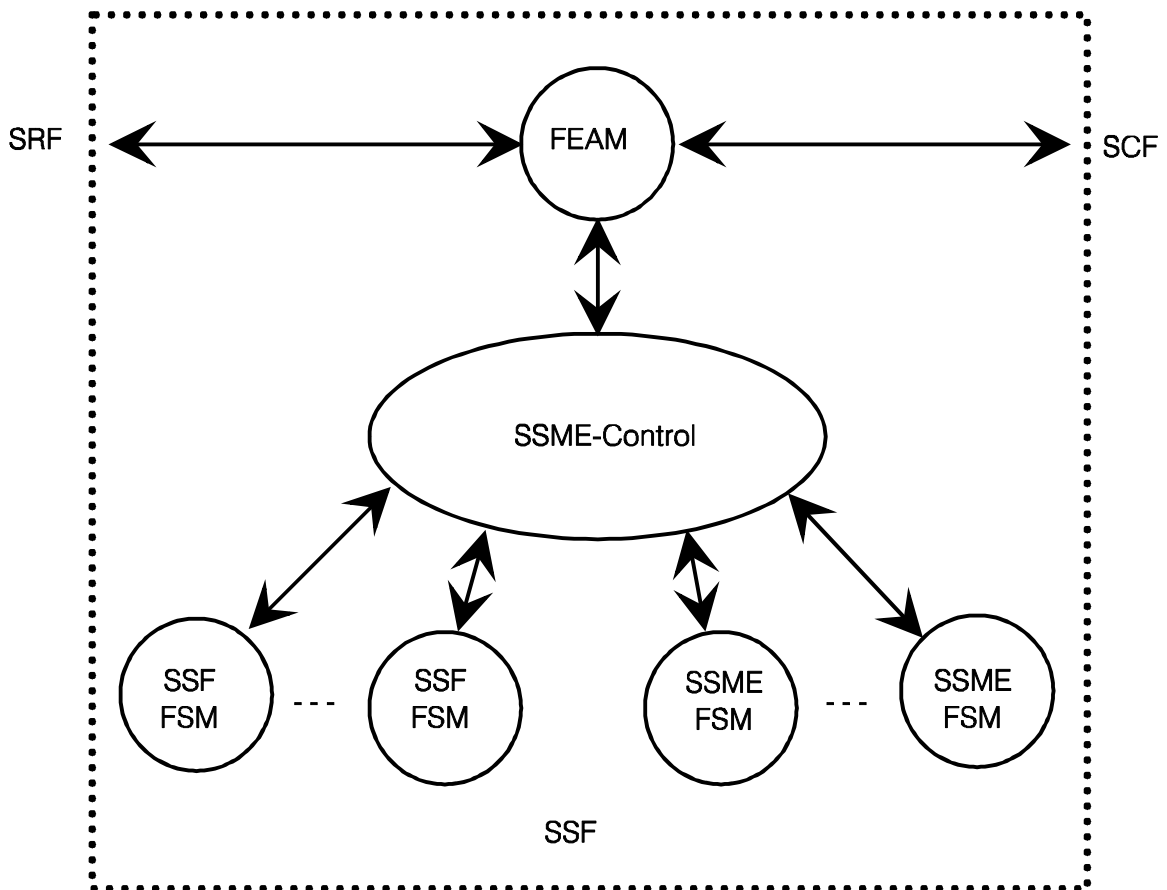 FEAM
SRF
SCF
SSME-Control
SSF
FSM
---
SSF
FSM
SSME
FSM
---
SSME
FSM
SSF